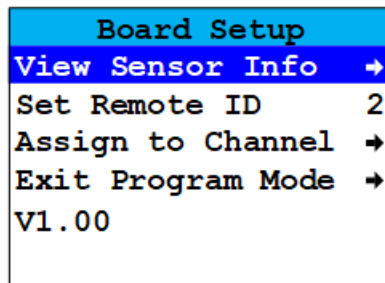 Board Setup
View Sensor Info →
Set Remote ID 2
Assign to Channel →
Exit Program Mode →
V1.00